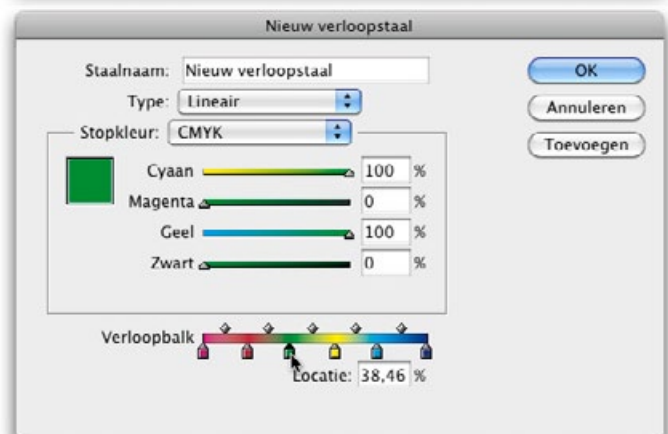 Nieuw verloopstaal
Staalnaam: Nieuw verloopstaal
OK
Type: Lineair
Annuleren
Stopkleur: CMYK
Toevoegen
Cyaan 100 %
Magenta 0 %
Geel 100 %
Zwart 0 %
Verloopbalk
Locatie: 38,46 %